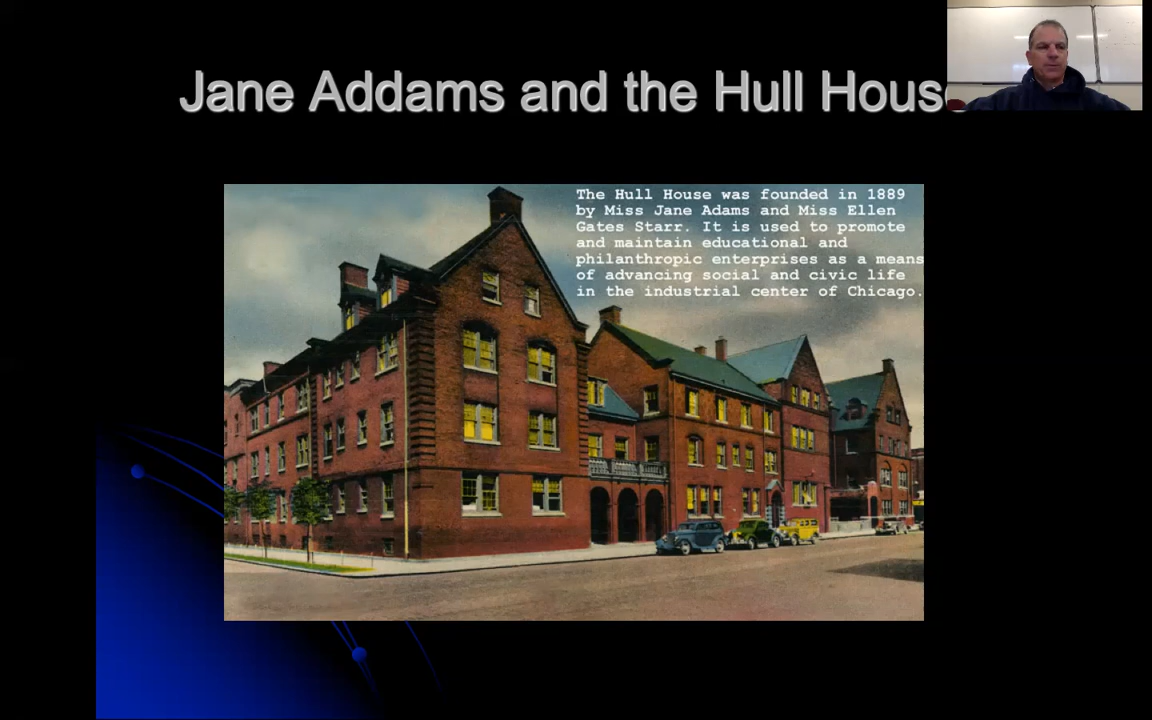 Jane Addams and the Hull House
The Hull House was founded in 1889
by Miss Jane Adams and Miss Ellen
Gates Starr. It is used to promote
and maintain educational and
philanthropic enterprises as a means
of advancing social and civic life
in the industrial center of Chicago.